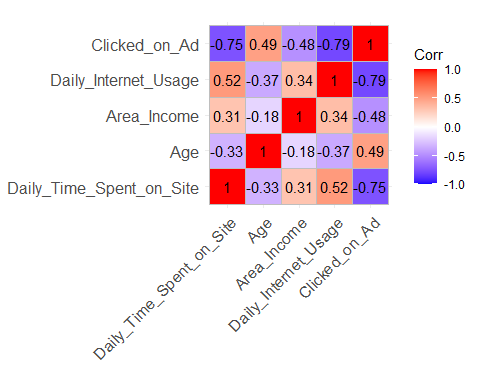 Clicked_on_Ad -0.75 0.49 -0.48 -0.79 1
Daily_Internet_Usage 0.52 -0.37 0.34 1 -0.79
Area_Income 0.31 -0.18 1 0.34 -0.48
Age -0.33 1 -0.18 -0.37 0.49
Daily_Time_Spent_on_Site 1 -0.33 0.31 0.52 -0.75
Daily_Time_Spent_on_Site
Age
Area_Income
Daily_Internet_Usage
Clicked_on_Ad
Corr
1.0
0.5
0.0
-0.5
-1.0